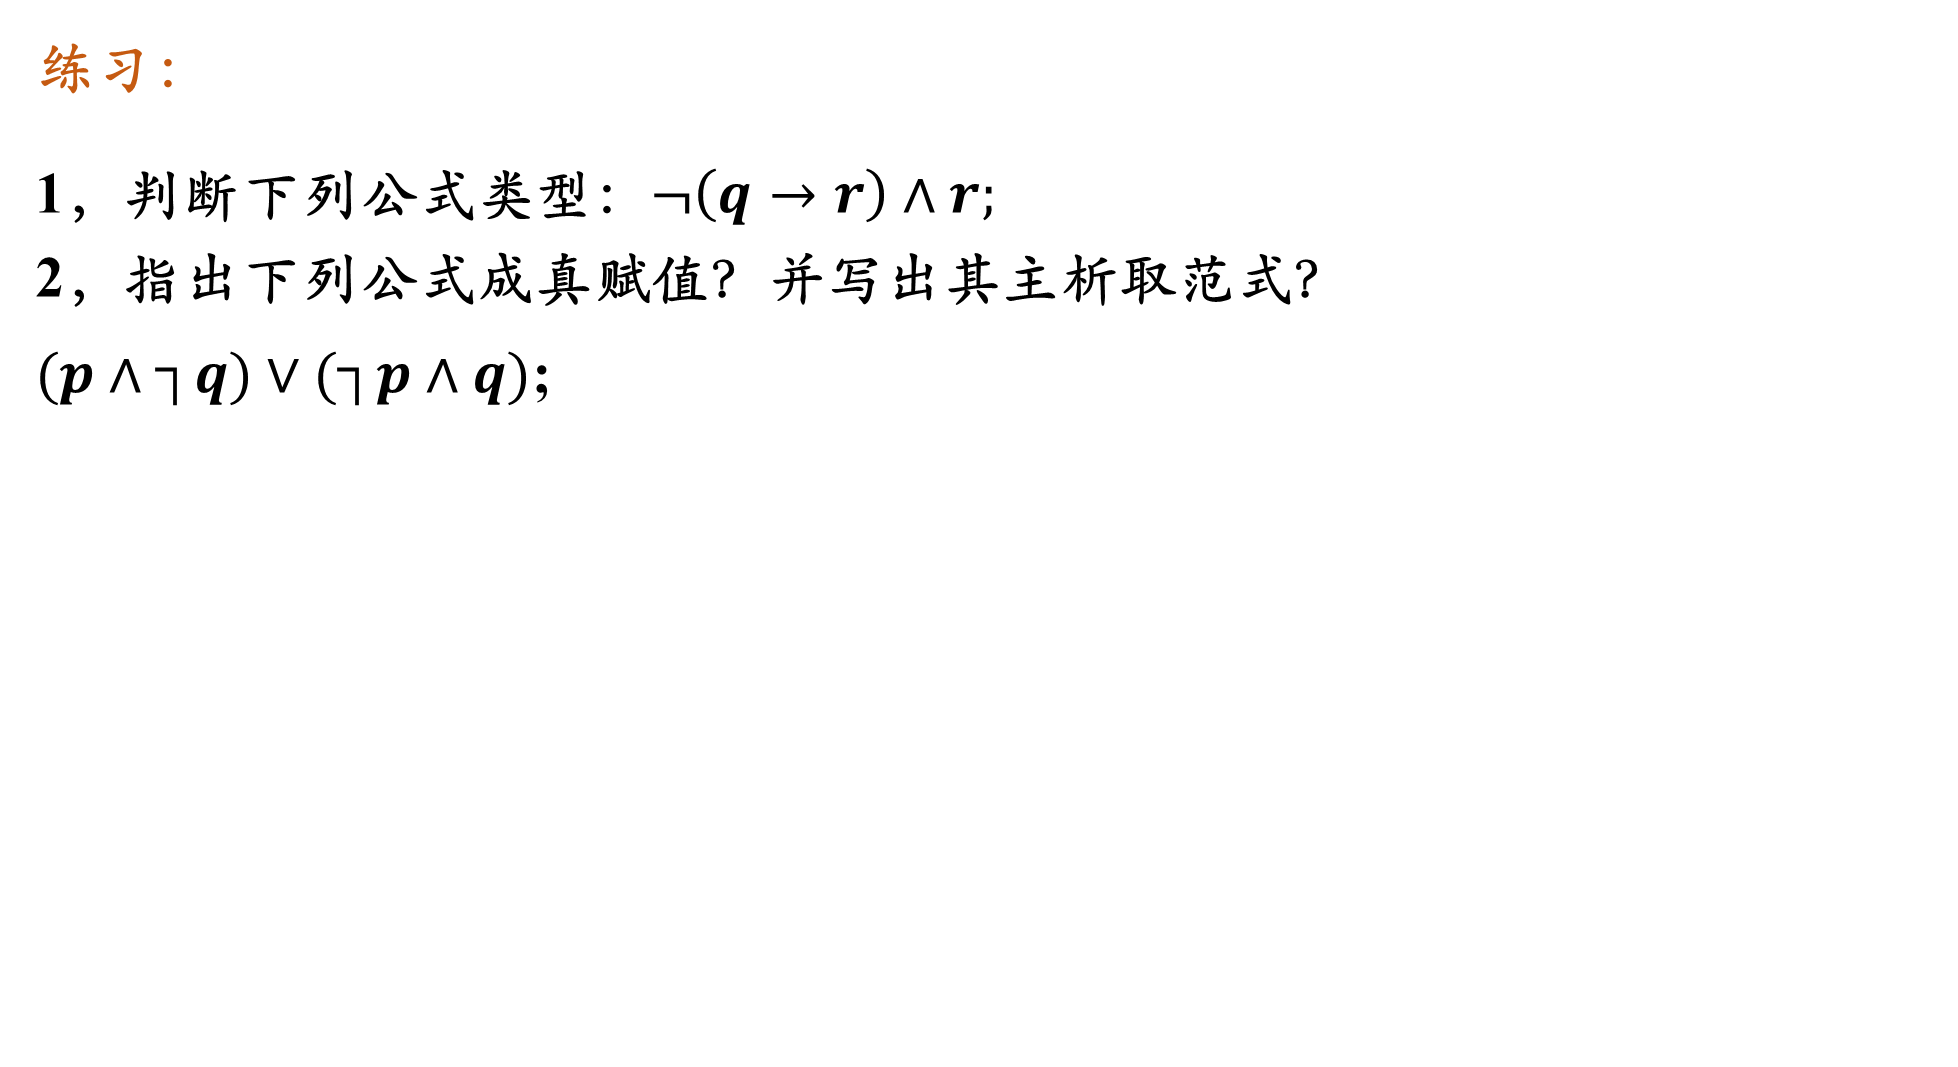 练习：
1，判断下列公式类型：¬(q → r) ∧ r;
2，指出下列公式成真赋值？并写出其主析取范式？
(p ∧ ┐q) ∨ (┐p ∧ q);